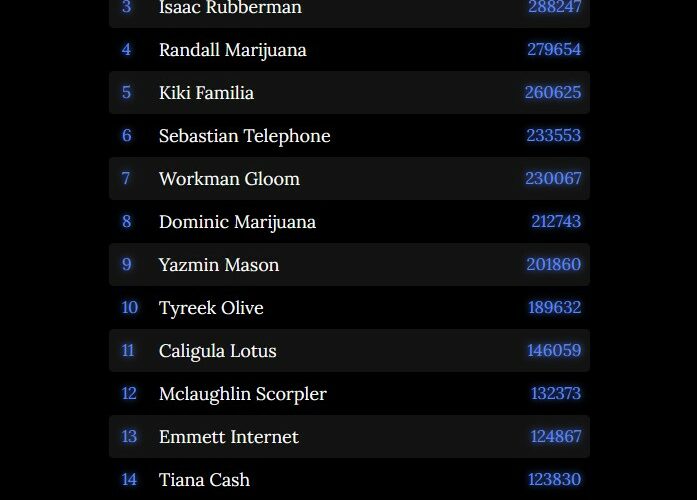 3 Isaac Rubberman 288247
4 Randall Marijuana 279654
5 Kiki Familia 260625
6 Sebastian Telephone 233553
7 Workman Gloom 230067
8 Dominic Marijuana 212743
9 Yazmin Mason 201860
10 Tyreek Olive 189632
11 Caligula Lotus 146059
12 Mclaughlin Scorpler 132373
13 Emmett Internet 124867
14 Tiana Cash 123830